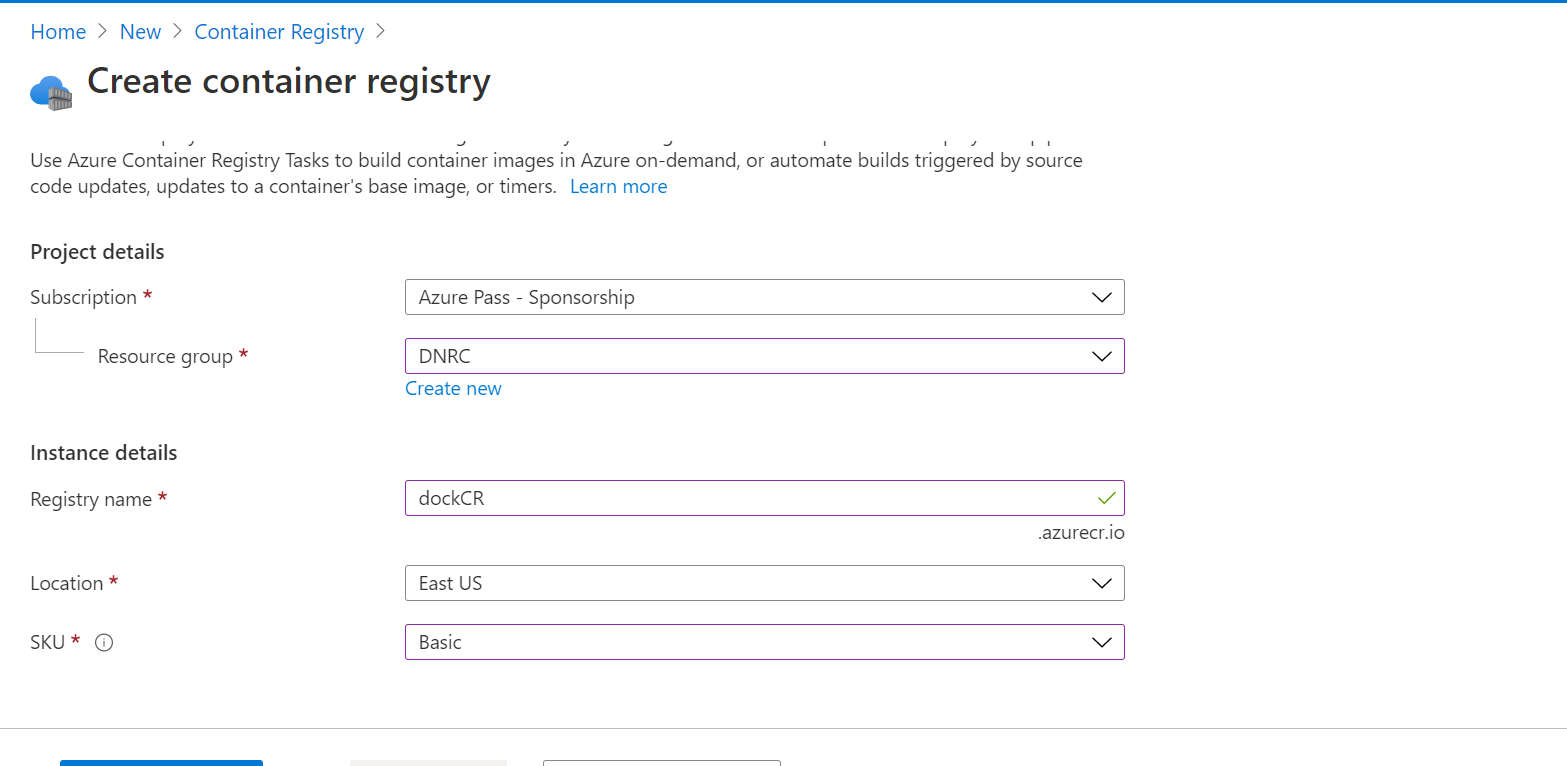 Home > New > Container Registry >
Create container registry
Use Azure Container Registry Tasks to build container images in Azure on-demand, or automate builds triggered by source
code updates, updates to a container's base image, or timers. Learn more
Project details
Subscription * Azure Pass - Sponsorship
Resource group * DNRC
Create new
Instance details
Registry name * dockCR
.azurecr.io
Location * East US
SKU * Basic